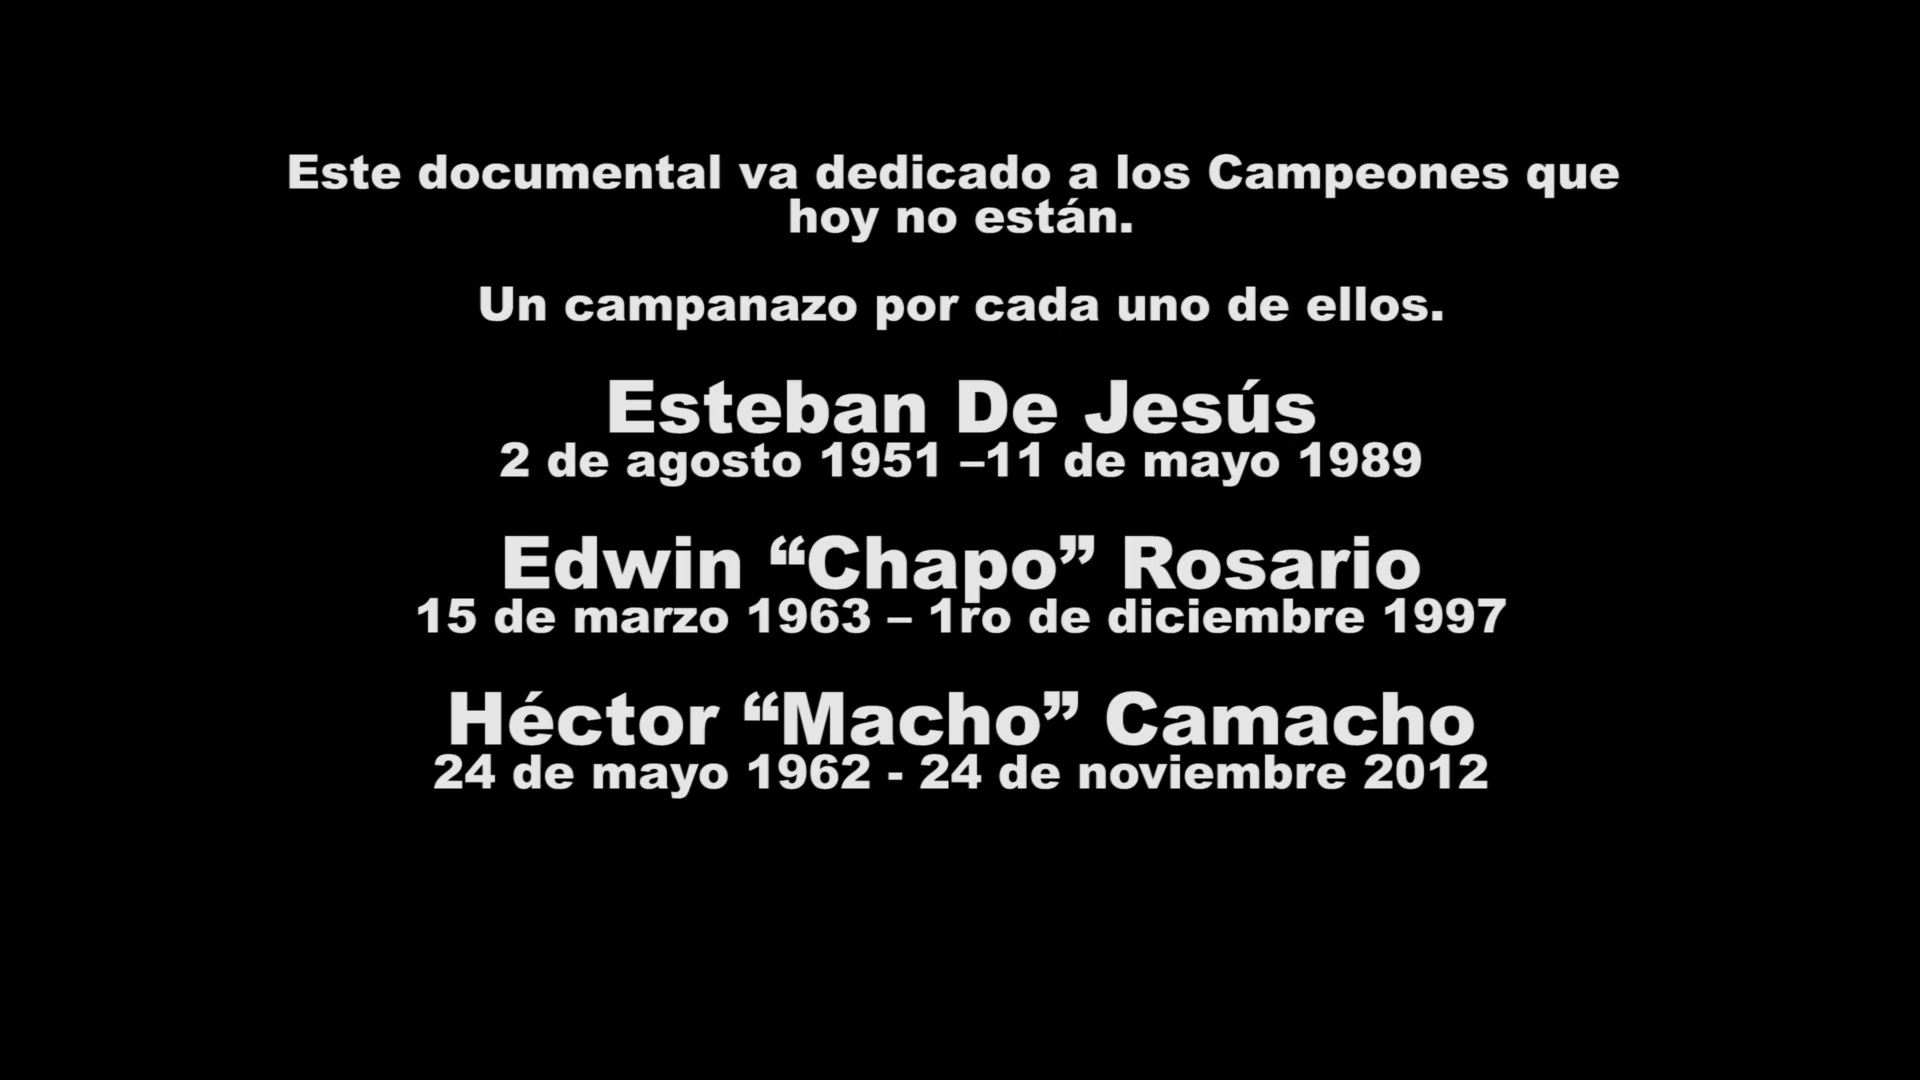 Este documental va dedicado a los Campeones que
hoy no están.
Un campanazo por cada uno de ellos.
Esteban De Jesús
2 de agosto 1951 –11 de mayo 1989
Edwin “Chapo” Rosario
15 de marzo 1963 – 1ro de diciembre 1997
Héctor “Macho” Camacho
24 de mayo 1962 - 24 de noviembre 2012